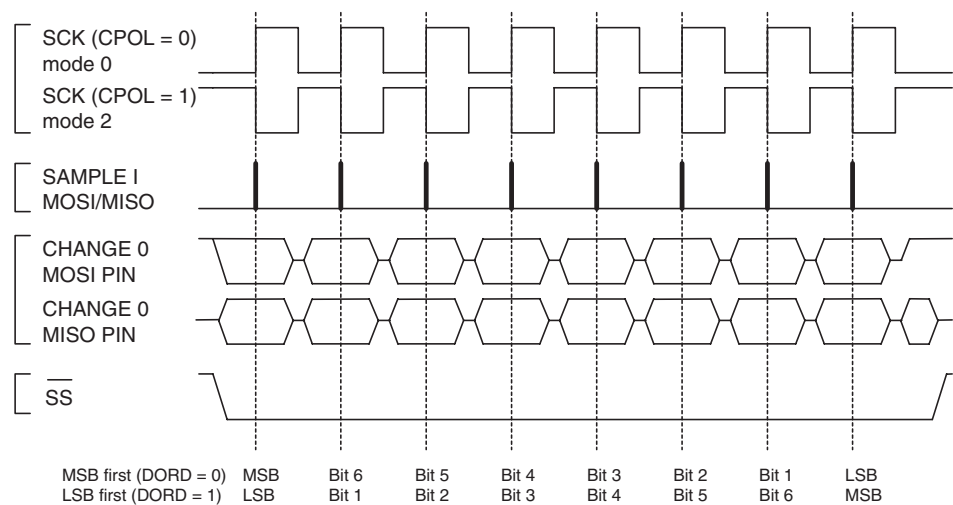 SCK (CPOL = 0)
mode 0
SCK (CPOL = 1)
mode 2
SAMPLE I
MOSI/MISO
CHANGE 0
MOSI PIN
CHANGE 0
MISO PIN
SS
MSB first (DORD = 0) MSB Bit 6 Bit 5 Bit 4 Bit 3 Bit 2 Bit 1 LSB
LSB first (DORD = 1) LSB Bit 1 Bit 2 Bit 3 Bit 4 Bit 5 Bit 6 MSB